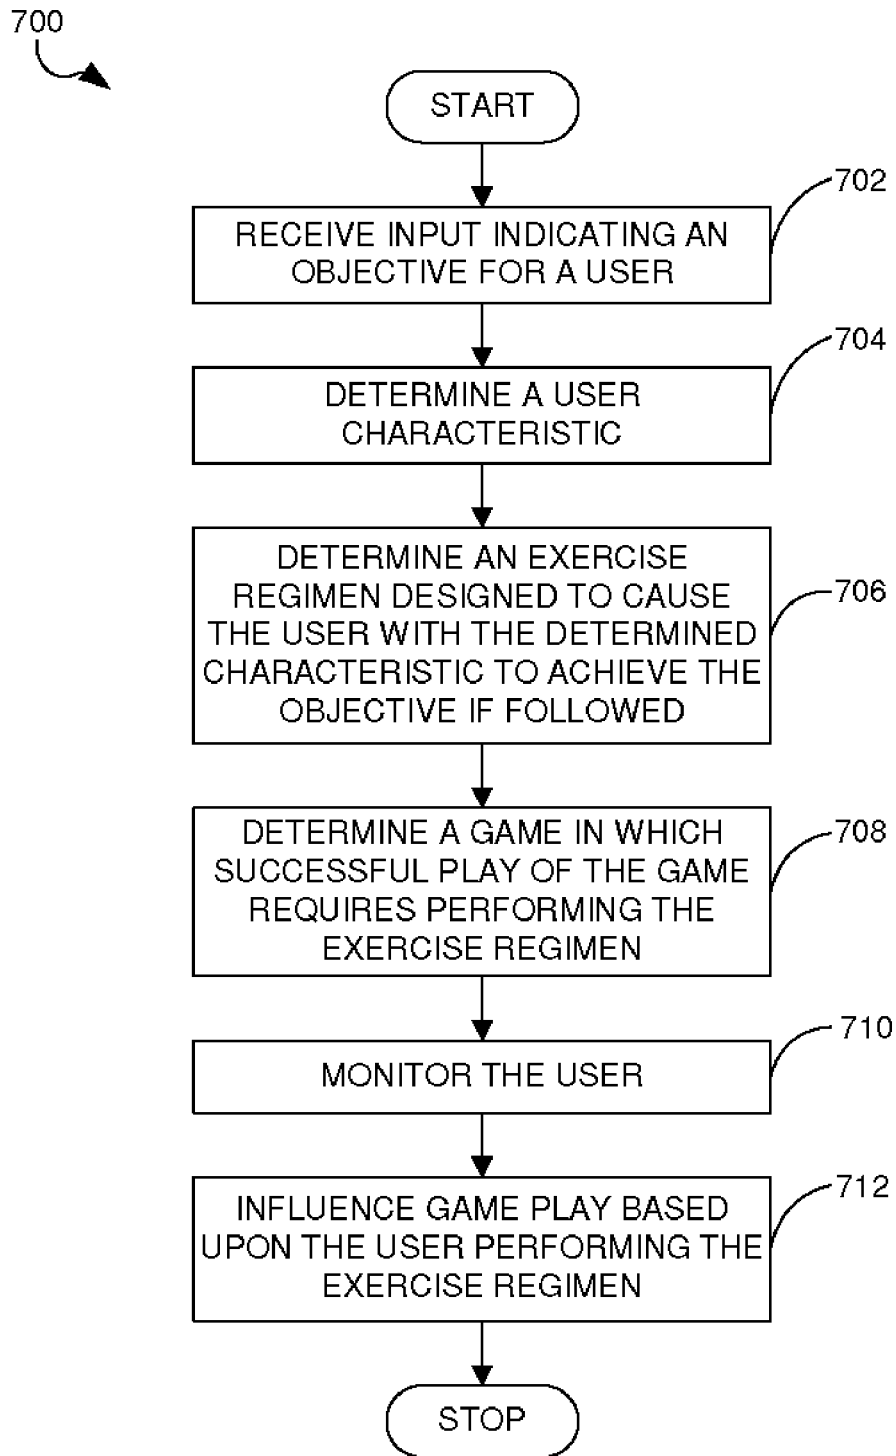 700
START
702
RECEIVE INPUT INDICATING AN
OBJECTIVE FOR A USER
704
DETERMINE A USER
CHARACTERISTIC
DETERMINE AN EXERCISE
REGIMEN DESIGNED TO CAUSE
706
THE USER WITH THE DETERMINED
CHARACTERISTIC TO ACHIEVE THE
OBJECTIVE IF FOLLOWED
DETERMINE A GAME IN WHICH
708
SUCCESSFUL PLAY OF THE GAME
REQUIRES PERFORMING THE
EXERCISE REGIMEN
710
MONITOR THE USER
712
INFLUENCE GAME PLAY BASED
UPON THE USER PERFORMING THE
EXERCISE REGIMEN
STOP